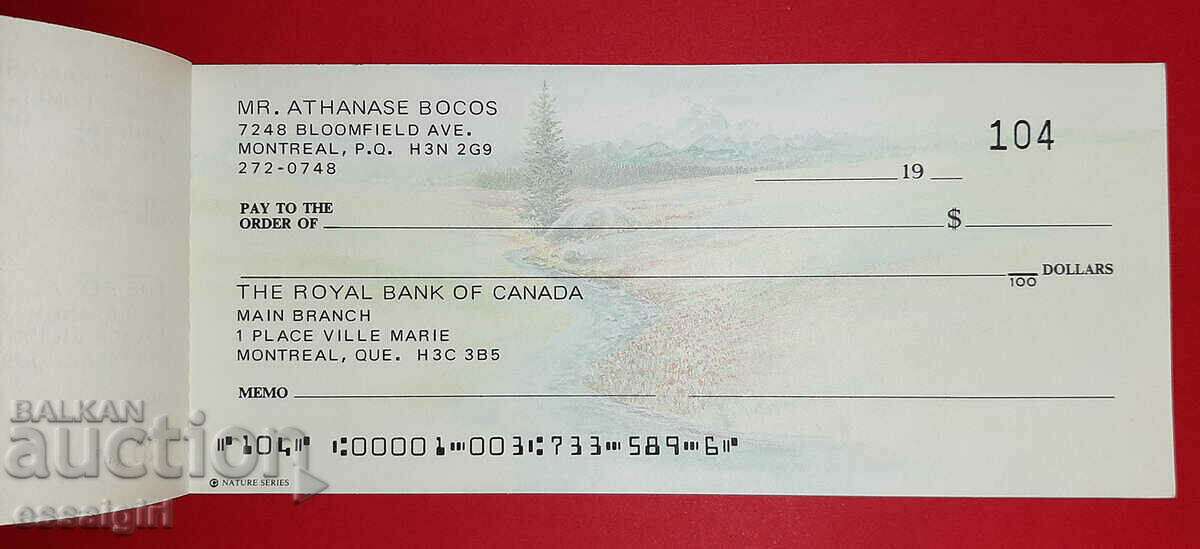 MR. ATHANASE BOCOS
7248 BLOOMFIELD AVE.
MONTREAL, P.Q. H3N 2G9
272-0748
104
19
PAY TO THE
ORDER OF $
100 DOLLARS
THE ROYAL BANK OF CANADA
MAIN BRANCH
1 PLACE VILLE MARIE
MONTREAL, QUE. H3C 3B5
MEMO
⑈104⑈ ⑆00001⑉003⑆733⑉589⑉6⑈
NATURE SERIES
BALKAN
auction
essaigirl